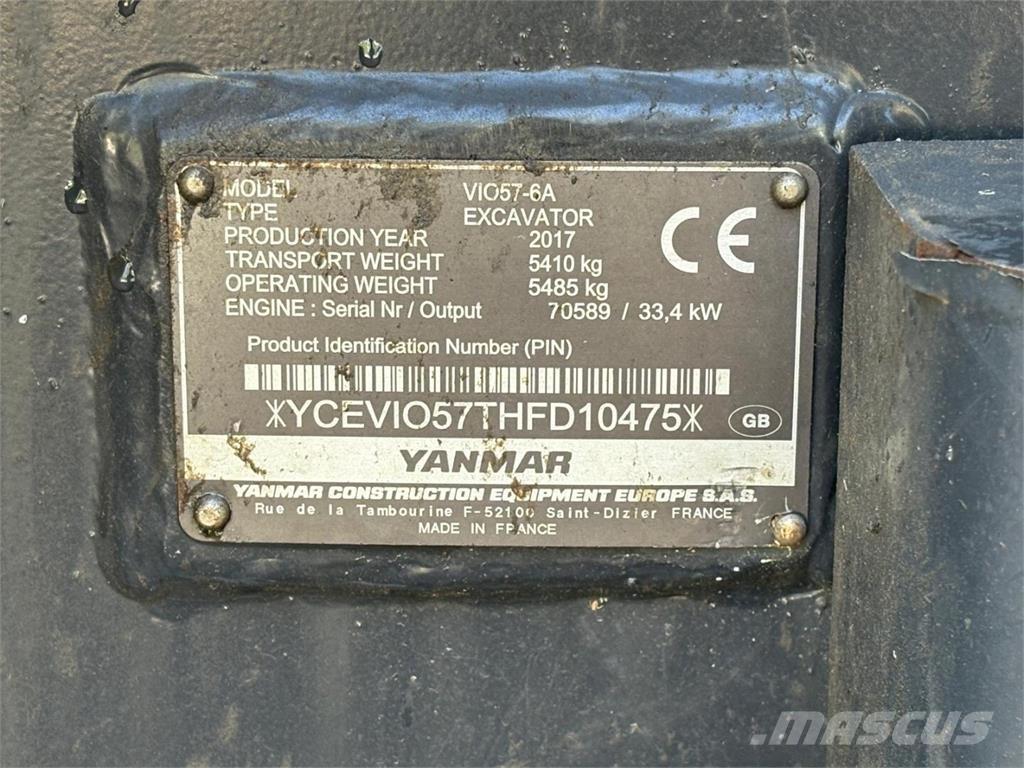 MODEL VIO57-6A
TYPE EXCAVATOR
PRODUCTION YEAR 2017
TRANSPORT WEIGHT 5410 kg
OPERATING WEIGHT 5485 kg
ENGINE : Serial Nr / Output 70589 / 33,4 kW
CE
Product Identification Number (PIN)
*YCEVIO57THFD10475*
GB
YANMAR
YANMAR CONSTRUCTION EQUIPMENT EUROPE S.A.S.
Rue de la Tambourine F-52100 Saint-Dizier FRANCE
MADE IN FRANCE
MASCUS